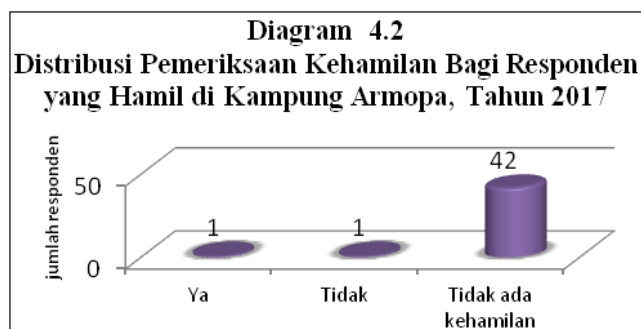 Diagram 4.2
Distribusi Pemeriksaan Kehamilan Bagi Responden
yang Hamil di Kampung Armopa, Tahun 2017
jumlah responden
50
0
1
1
42
Ya
Tidak
Tidak ada
kehamilan